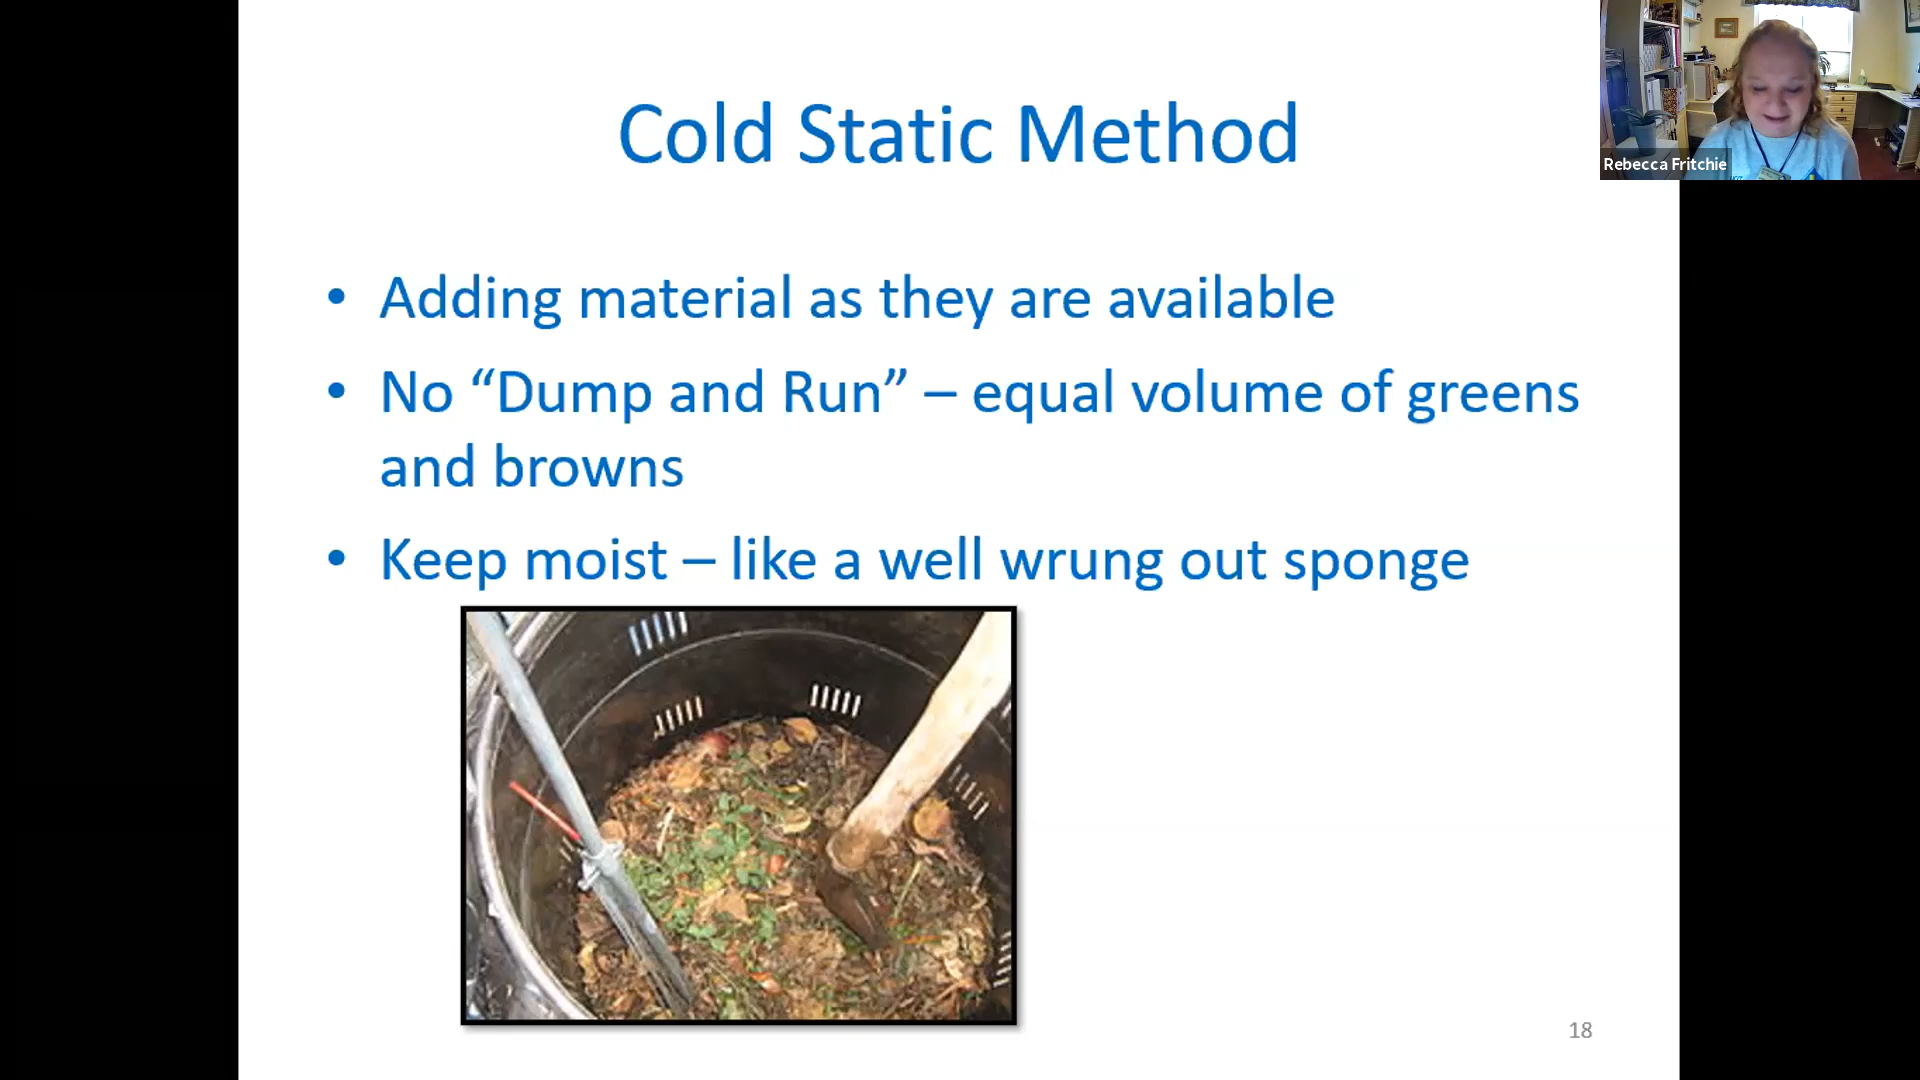 Cold Static Method
Rebecca Fritchie
• Adding material as they are available
• No “Dump and Run” – equal volume of greens
and browns
• Keep moist – like a well wrung out sponge
18